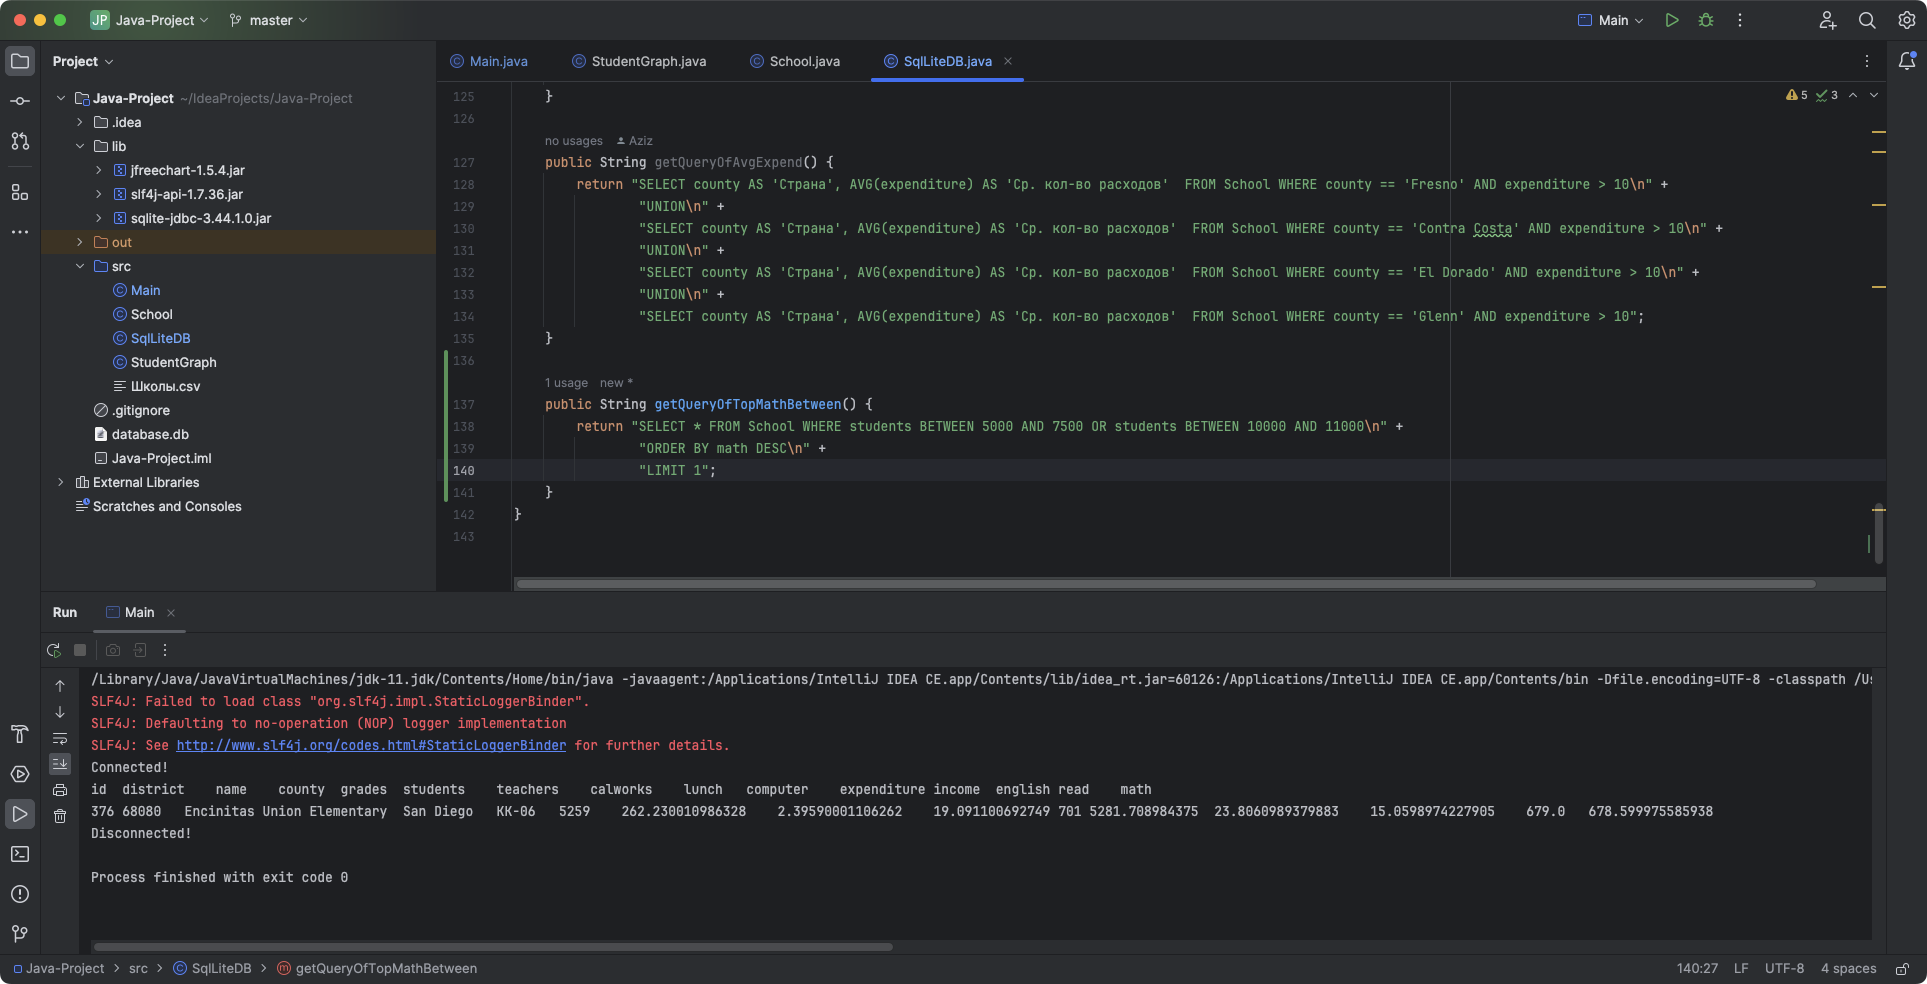 JP Java-Project
master
Main
Project
Main.java
StudentGraph.java
School.java
SqlLiteDB.java
Java-Project ~/IdeaProjects/Java-Project
.idea
lib
jfreechart-1.5.4.jar
slf4j-api-1.7.36.jar
sqlite-jdbc-3.44.1.0.jar
out
src
Main
School
SqlLiteDB
StudentGraph
Школы.csv
.gitignore
database.db
Java-Project.iml
External Libraries
Scratches and Consoles
5 3
125 }
126
no usages Aziz
127 public String getQueryOfAvgExpend() {
128 return "SELECT county AS 'Страна', AVG(expenditure) AS 'Ср. кол-во расходов'  FROM School WHERE county == 'Fresno' AND expenditure > 10\n" +
129 "UNION\n" +
130 "SELECT county AS 'Страна', AVG(expenditure) AS 'Ср. кол-во расходов'  FROM School WHERE county == 'Contra Costa' AND expenditure > 10\n" +
131 "UNION\n" +
132 "SELECT county AS 'Страна', AVG(expenditure) AS 'Ср. кол-во расходов'  FROM School WHERE county == 'El Dorado' AND expenditure > 10\n" +
133 "UNION\n" +
134 "SELECT county AS 'Страна', AVG(expenditure) AS 'Ср. кол-во расходов'  FROM School WHERE county == 'Glenn' AND expenditure > 10";
135 }
136
1 usage new *
137 public String getQueryOfTopMathBetween() {
138 return "SELECT * FROM School WHERE students BETWEEN 5000 AND 7500 OR students BETWEEN 10000 AND 11000\n" +
139 "ORDER BY math DESC\n" +
140 "LIMIT 1";
141 }
142 }
143
Run Main
/Library/Java/JavaVirtualMachines/jdk-11.jdk/Contents/Home/bin/java -javaagent:/Applications/IntelliJ IDEA CE.app/Contents/lib/idea_rt.jar=60126:/Applications/IntelliJ IDEA CE.app/Contents/bin -Dfile.encoding=UTF-8 -classpath /Us
SLF4J: Failed to load class "org.slf4j.impl.StaticLoggerBinder".
SLF4J: Defaulting to no-operation (NOP) logger implementation
SLF4J: See http://www.slf4j.org/codes.html#StaticLoggerBinder for further details.
Connected!
id district name county grades students teachers calworks lunch computer expenditure income english read math
376 68080 Encinitas Union Elementary San Diego KK-06 5259 262.230010986328 2.39590001106262 19.091100692749 701 5281.708984375 23.8060989379883 15.0598974227905 679.0 678.599975585938
Disconnected!
Process finished with exit code 0
Java-Project > src > SqlLiteDB > getQueryOfTopMathBetween
140:27 LF UTF-8 4 spaces